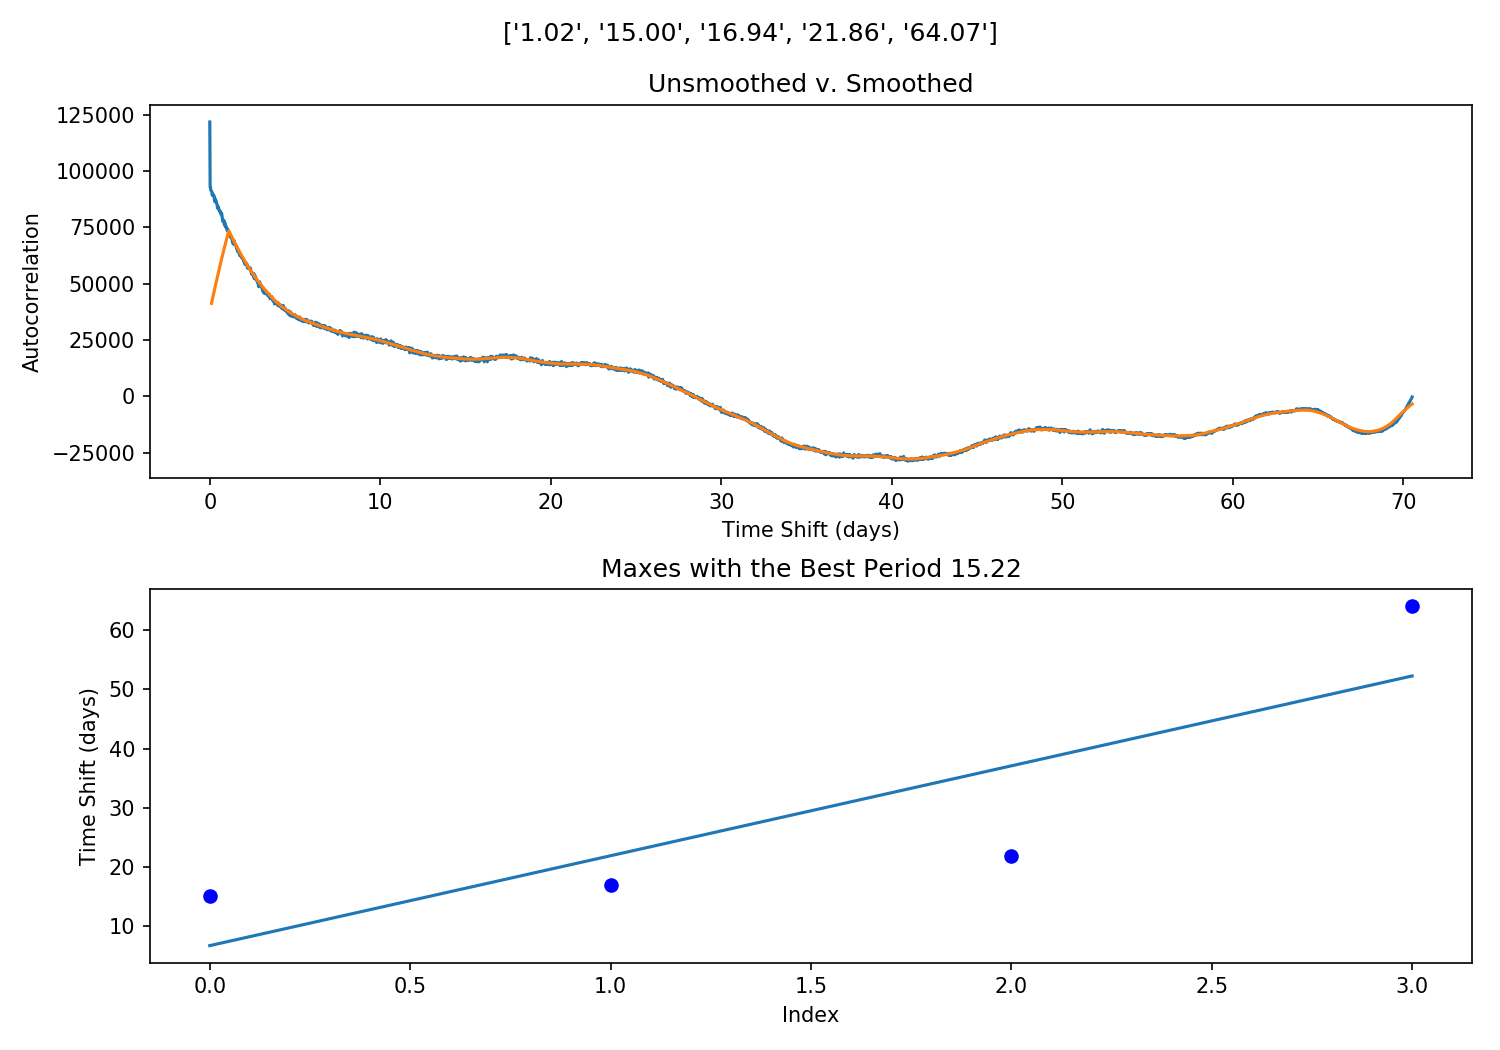 ['1.02', '15.00', '16.94', '21.86', '64.07']
Unsmoothed v. Smoothed
125000
100000
75000
50000
25000
0
−25000
Autocorrelation
0 10 20 30 40 50 60 70
Time Shift (days)
Maxes with the Best Period 15.22
60
50
40
30
20
10
Time Shift (days)
0.0 0.5 1.0 1.5 2.0 2.5 3.0
Index